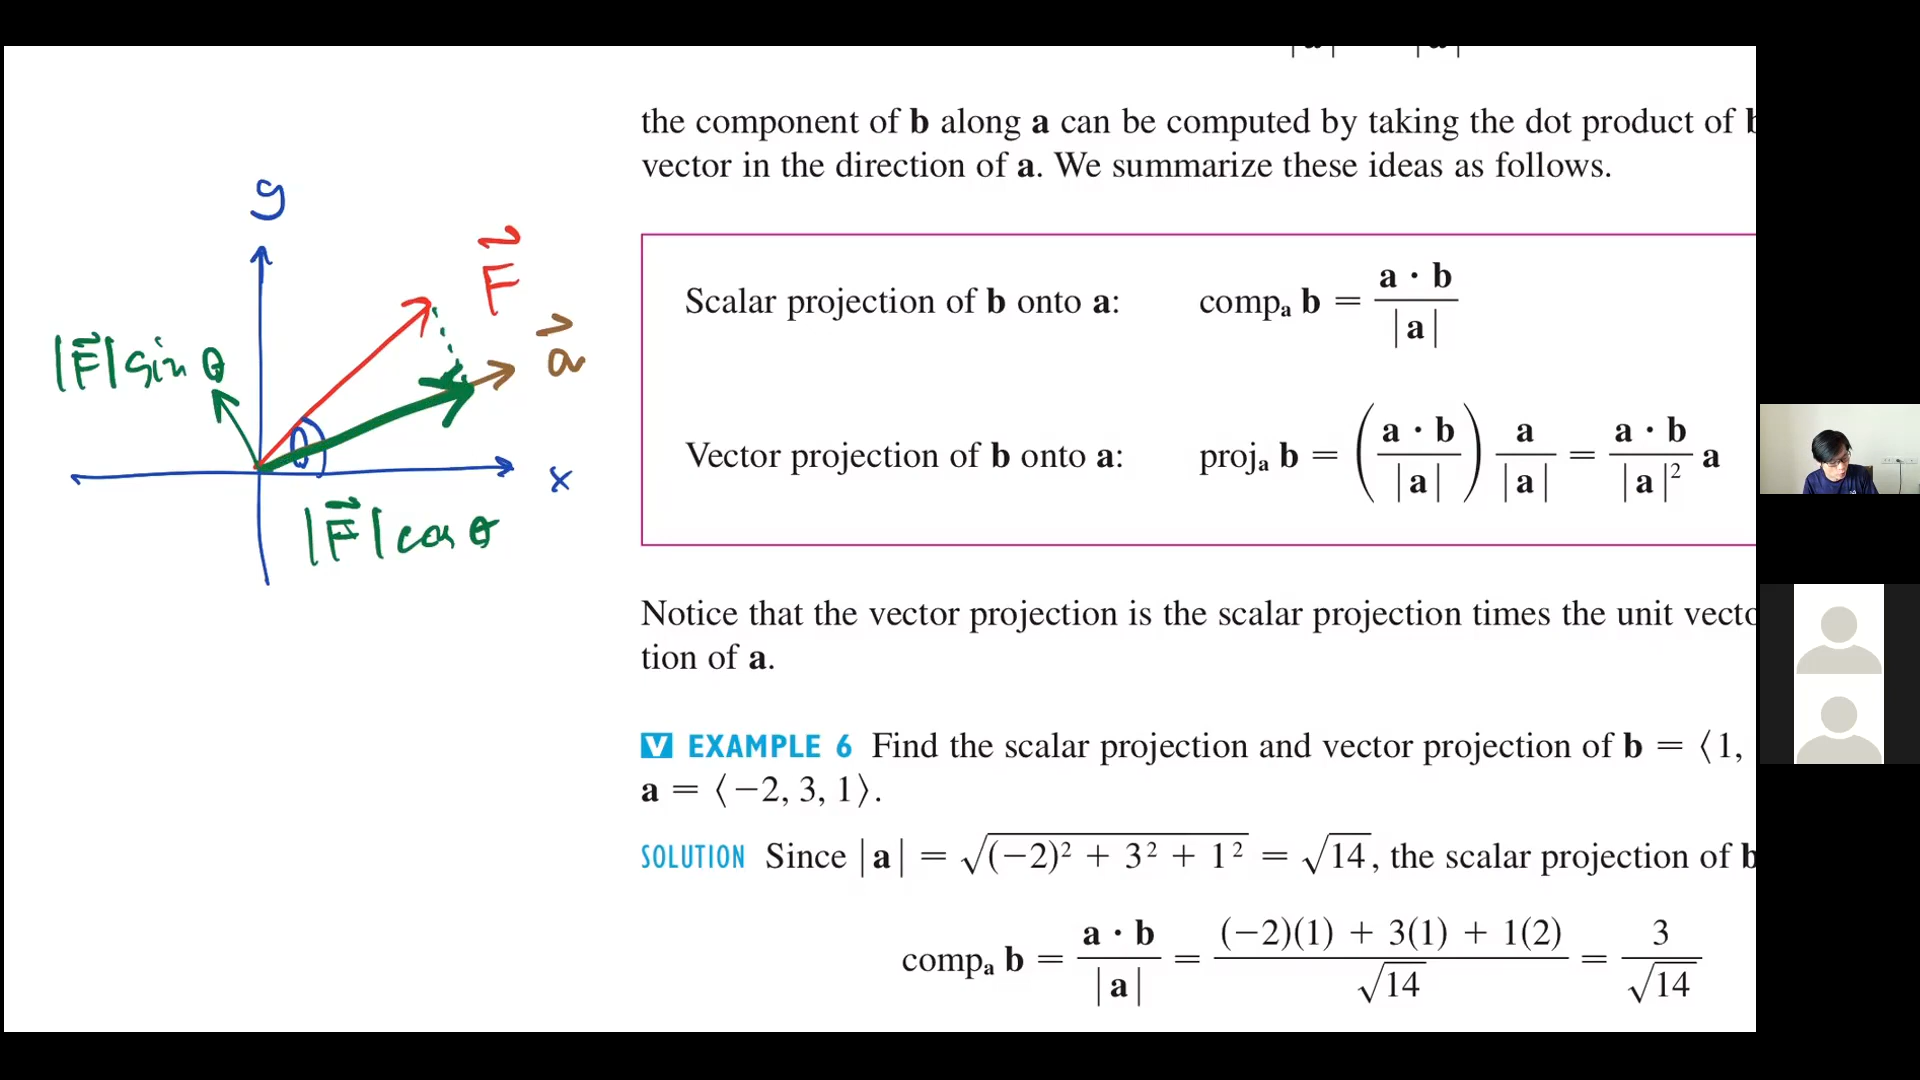 the component of b along a can be computed by taking the dot product of b
vector in the direction of a. We summarize these ideas as follows.
y
F⃗
a⃗
|F⃗| sin θ
θ
x
|F⃗| cos θ
Scalar projection of b onto a: compₐ b = a · b / |a|
Vector projection of b onto a: projₐ b = (a · b / |a|) a / |a| = a · b / |a|² a
Notice that the vector projection is the scalar projection times the unit vecto
tion of a.
V EXAMPLE 6 Find the scalar projection and vector projection of b = ⟨1,
a = ⟨−2, 3, 1⟩.
SOLUTION Since |a| = √((−2)² + 3² + 1²) = √14, the scalar projection of b
compₐ b = a · b / |a| = (−2)(1) + 3(1) + 1(2) / √14 = 3 / √14